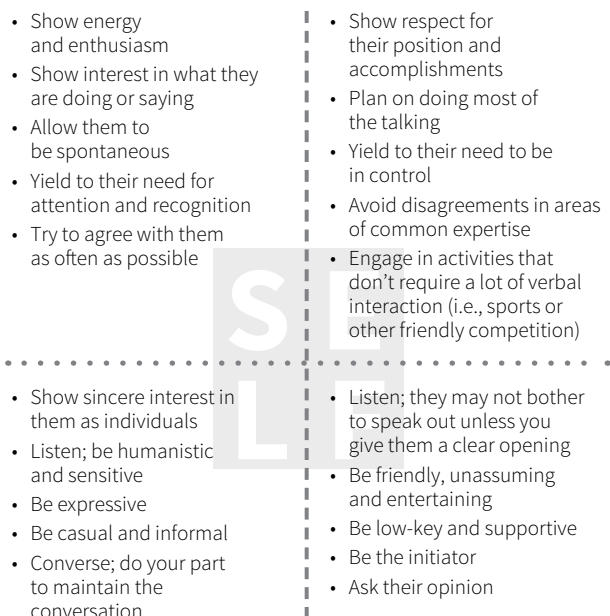 • Show energy
and enthusiasm
• Show interest in what they
are doing or saying
• Allow them to
be spontaneous
• Yield to their need for
attention and recognition
• Try to agree with them
as often as possible
• Show respect for
their position and
accomplishments
• Plan on doing most of
the talking
• Yield to their need to be
in control
• Avoid disagreements in areas
of common expertise
• Engage in activities that
don’t require a lot of verbal
interaction (i.e., sports or
other friendly competition)
S E
L F
• Show sincere interest in
them as individuals
• Listen; be humanistic
and sensitive
• Be expressive
• Be casual and informal
• Converse; do your part
to maintain the
conversation
• Listen; they may not bother
to speak out unless you
give them a clear opening
• Be friendly, unassuming
and entertaining
• Be low-key and supportive
• Be the initiator
• Ask their opinion